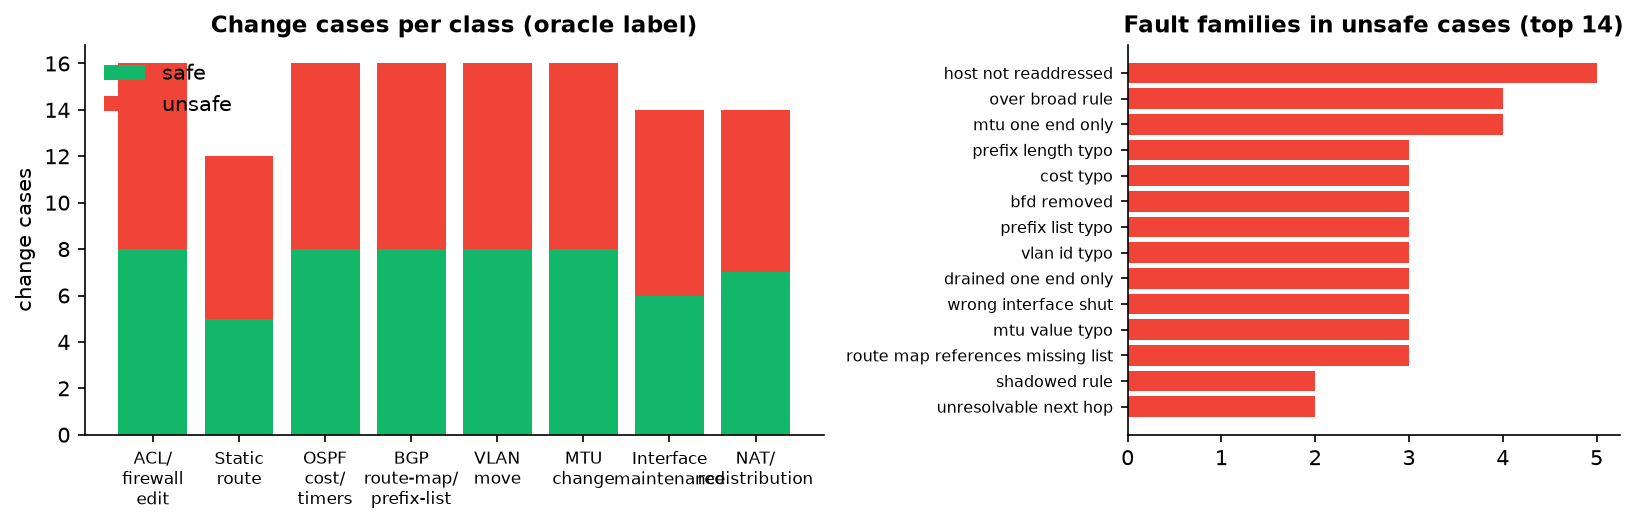 Change cases per class (oracle label)
change cases
16
14
12
10
8
6
4
2
0
safe
unsafe
ACL/
firewall
edit
Static
route
OSPF
cost/
timers
BGP
route-map/
prefix-list
VLAN
move
MTU
change
Interface
maintenance
NAT/
redistribution
Fault families in unsafe cases (top 14)
host not readdressed
over broad rule
mtu one end only
prefix length typo
cost typo
bfd removed
prefix list typo
vlan id typo
drained one end only
wrong interface shut
mtu value typo
route map references missing list
shadowed rule
unresolvable next hop
0 1 2 3 4 5